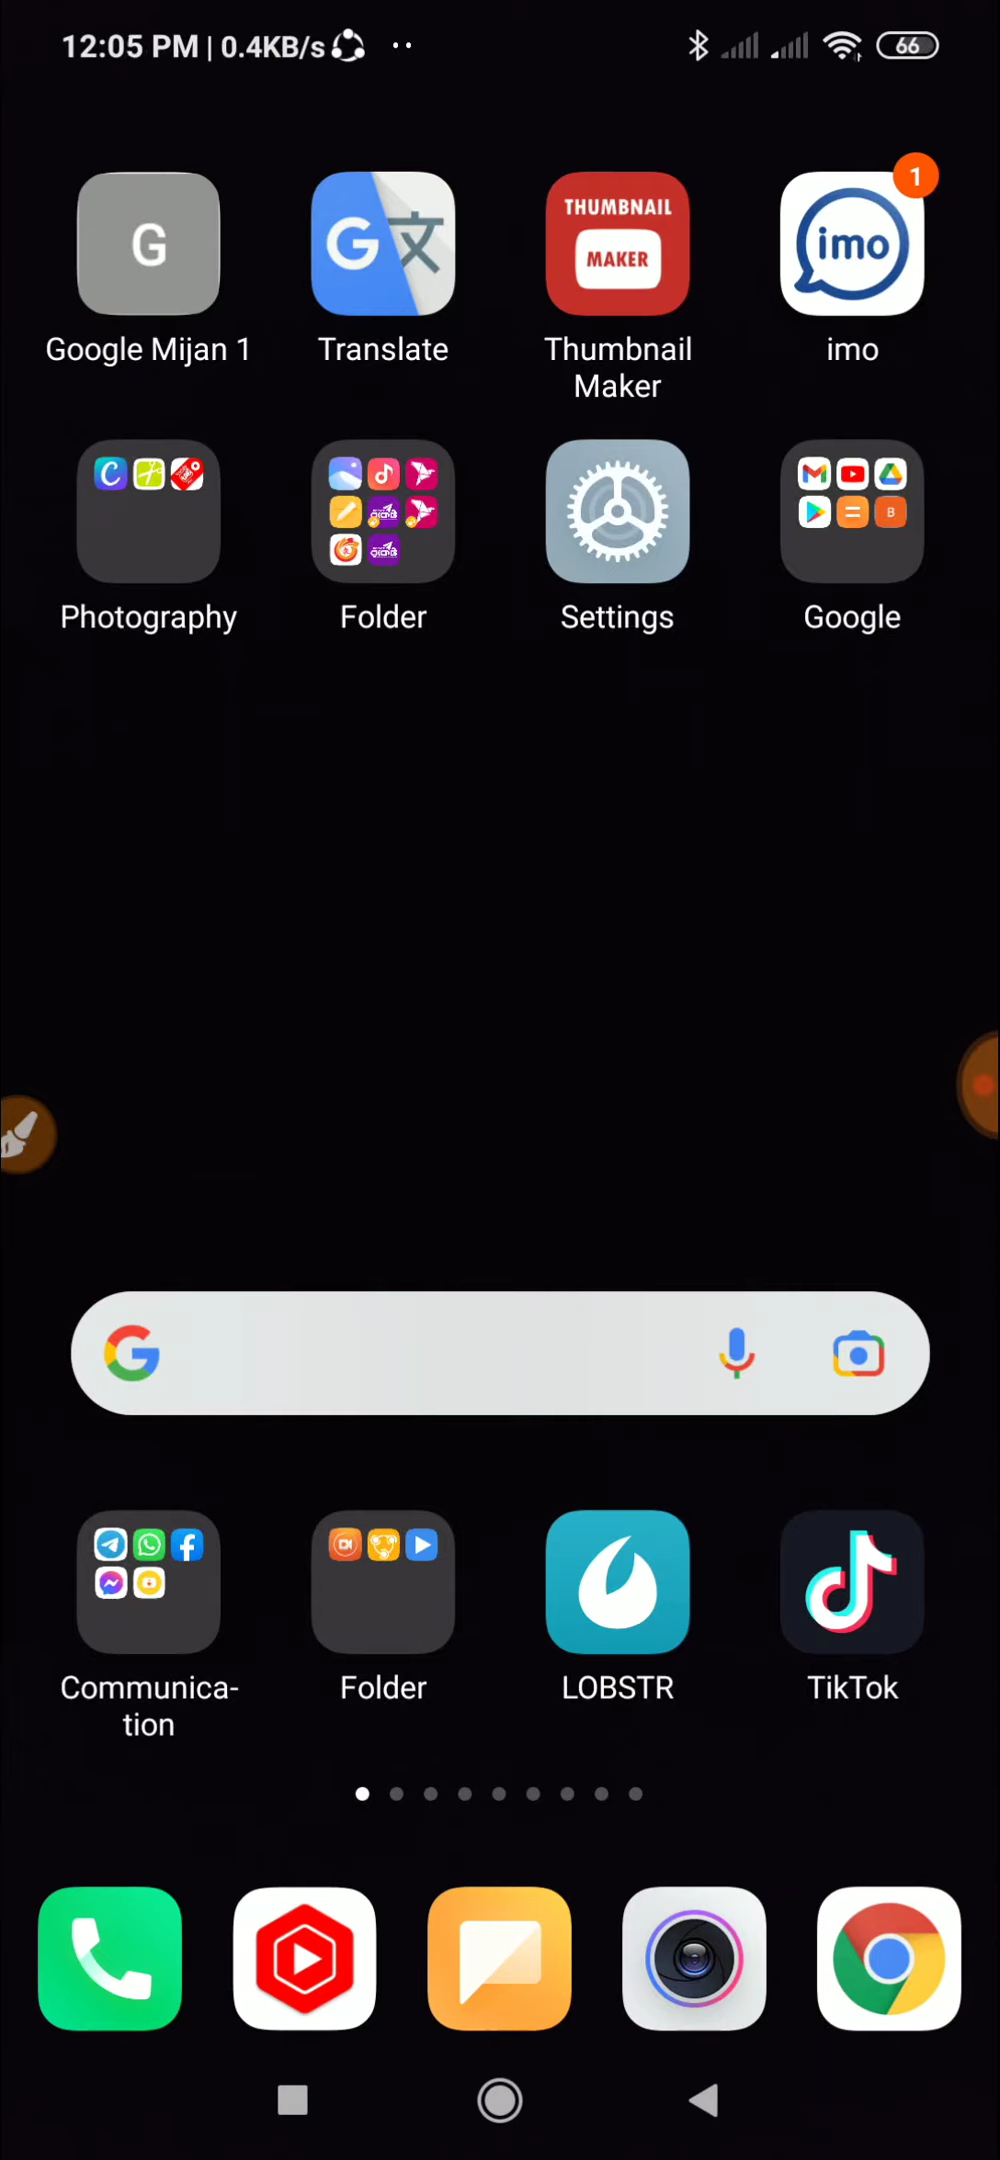 12:05 PM | 0.4KB/s
66
G
G 文
THUMBNAIL
MAKER
imo
1
Google Mijan 1
Translate
Thumbnail
Maker
imo
B
Photography
Folder
Settings
Google
Communica-
tion
Folder
LOBSTR
TikTok